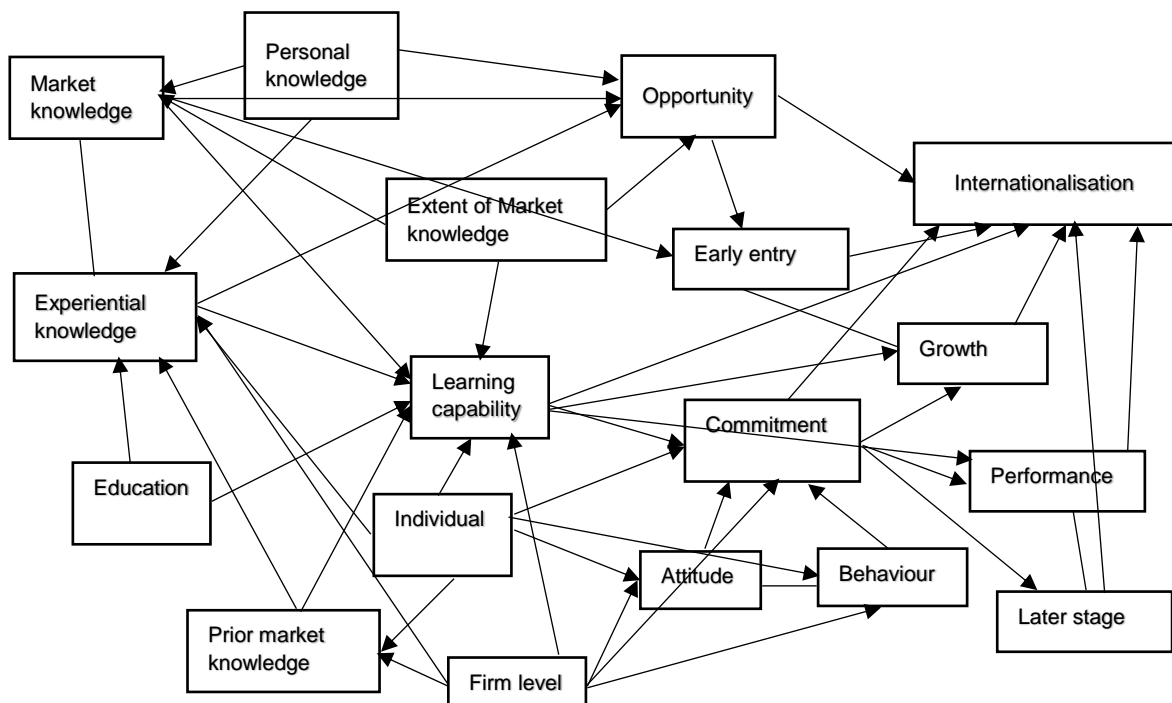 Personal
knowledge
Market
knowledge
Opportunity
Internationalisation
Extent of Market
knowledge
Early entry
Experiential
knowledge
Growth
Learning
capability
Commitment
Performance
Education
Individual
Attitude
Behaviour
Later stage
Prior market
knowledge
Firm level